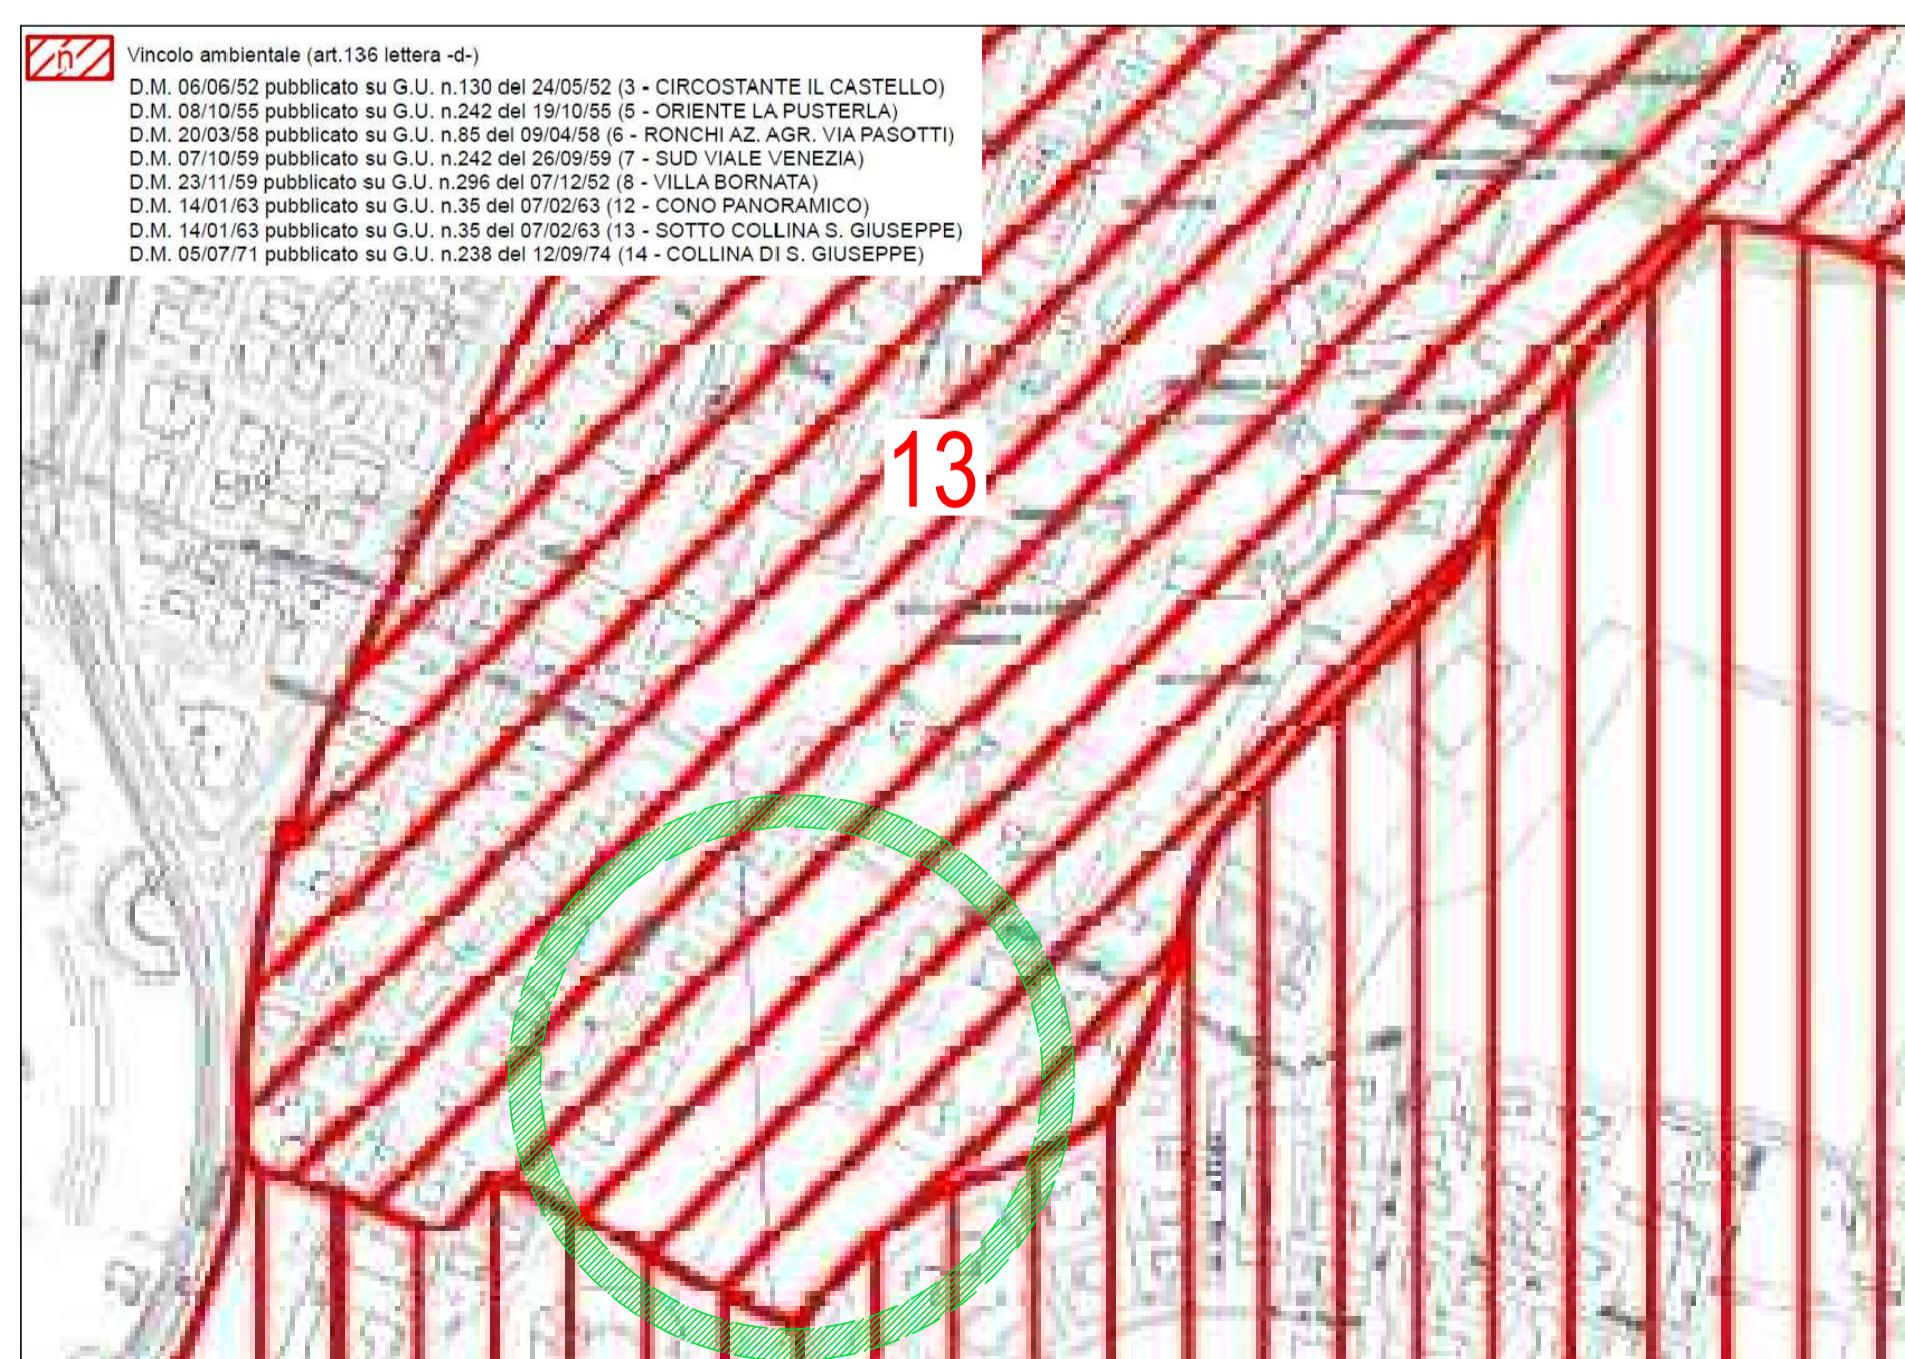 n
Vincolo ambientale (art.136 lettera -d-)
D.M. 06/06/52 pubblicato su G.U. n.130 del 24/05/52 (3 - CIRCOSTANTE IL CASTELLO)
D.M. 08/10/55 pubblicato su G.U. n.242 del 19/10/55 (5 - ORIENTE LA PUSTERLA)
D.M. 20/03/58 pubblicato su G.U. n.85 del 09/04/58 (6 - RONCHI AZ. AGR. VIA PASOTTI)
D.M. 07/10/59 pubblicato su G.U. n.242 del 26/09/59 (7 - SUD VIALE VENEZIA)
D.M. 23/11/59 pubblicato su G.U. n.296 del 07/12/52 (8 - VILLA BORNATA)
D.M. 14/01/63 pubblicato su G.U. n.35 del 07/02/63 (12 - CONO PANORAMICO)
D.M. 14/01/63 pubblicato su G.U. n.35 del 07/02/63 (13 - SOTTO COLLINA S. GIUSEPPE)
D.M. 05/07/71 pubblicato su G.U. n.238 del 12/09/74 (14 - COLLINA DI S. GIUSEPPE)
13